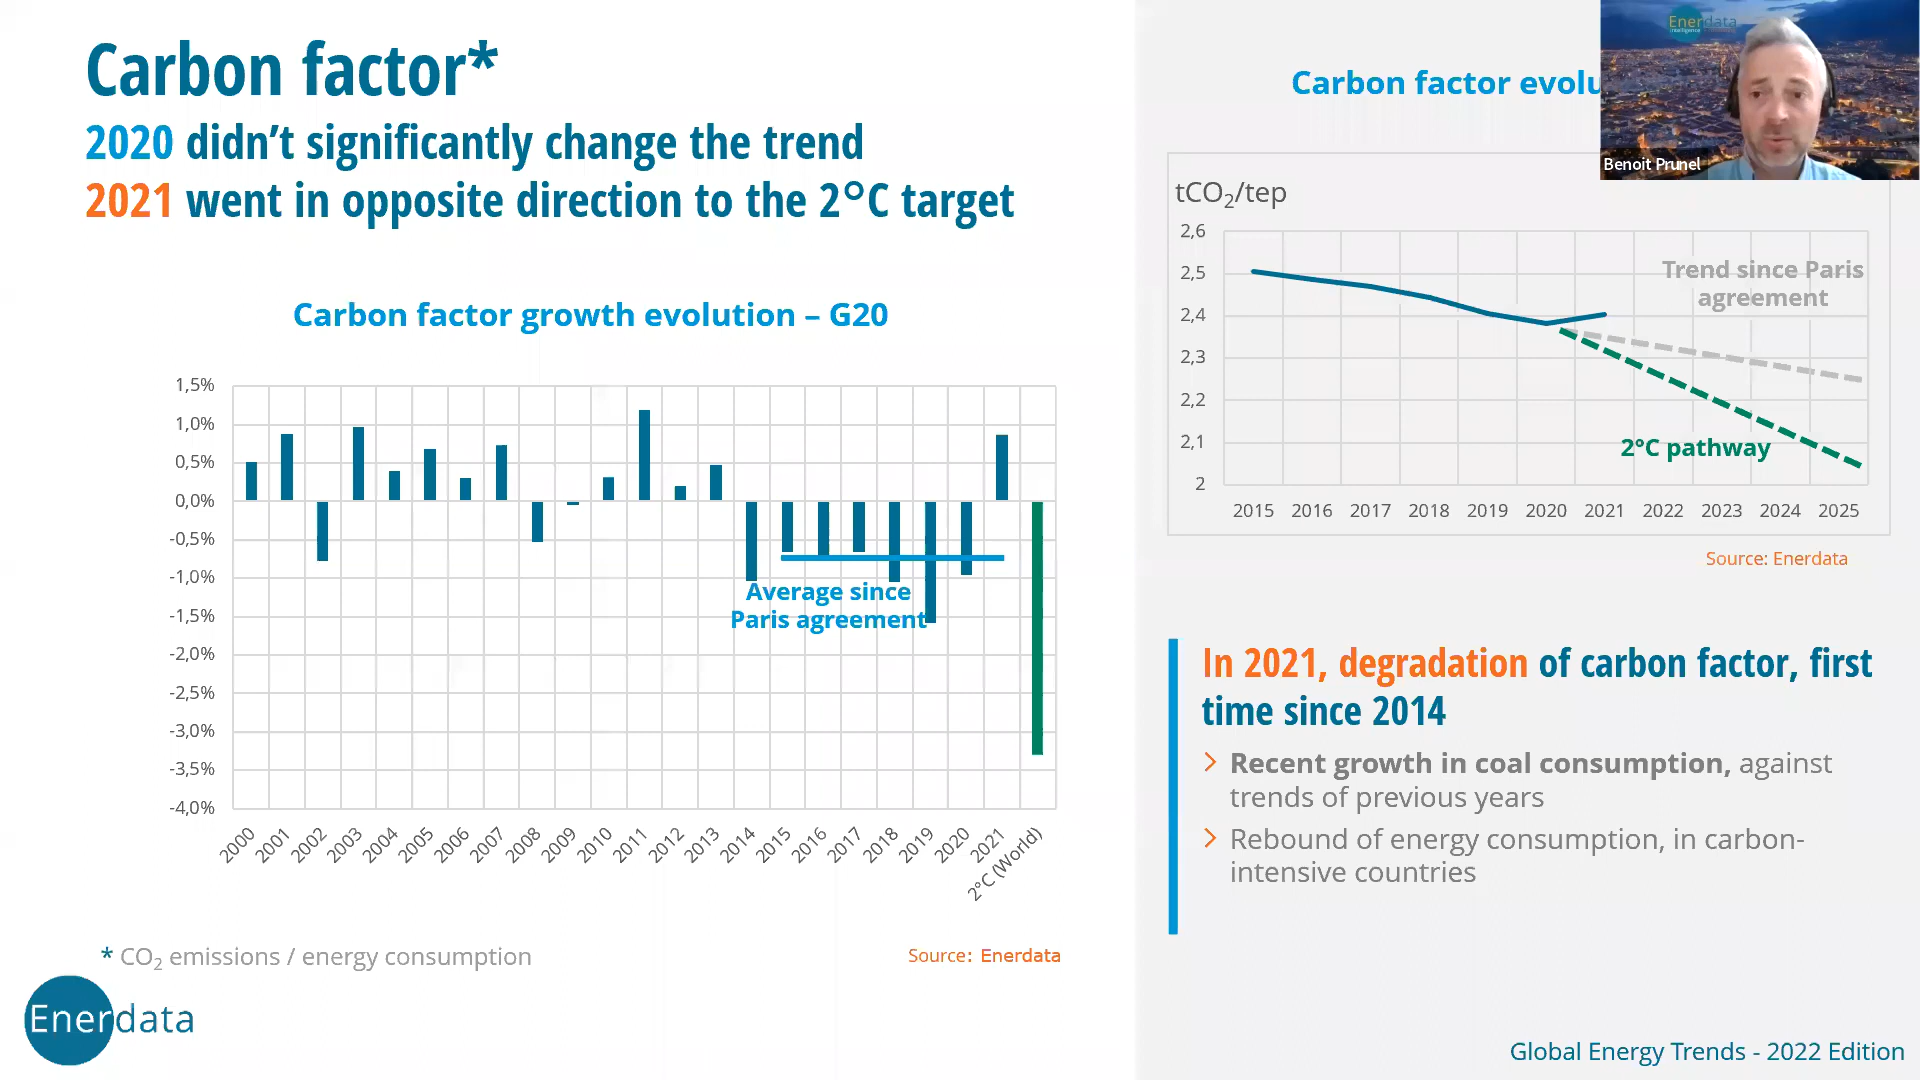 Carbon factor*
2020 didn't significantly change the trend
2021 went in opposite direction to the 2°C target
Carbon factor growth evolution – G20
1,5%
1,0%
0,5%
0,0%
-0,5%
-1,0%
-1,5%
-2,0%
-2,5%
-3,0%
-3,5%
-4,0%
Average since
Paris agreement
2000
2001
2002
2003
2004
2005
2006
2007
2008
2009
2010
2011
2012
2013
2014
2015
2016
2017
2018
2019
2020
2021
2°C (World)
* CO₂ emissions / energy consumption
Source: Enerdata
Enerdata
Carbon factor evolu
Enerdata
Benoit Prunel
tCO₂/tep
2,6
2,5
2,4
2,3
2,2
2,1
2
Trend since Paris
agreement
2°C pathway
2015 2016 2017 2018 2019 2020 2021 2022 2023 2024 2025
Source: Enerdata
In 2021, degradation of carbon factor, first
time since 2014
Recent growth in coal consumption, against
trends of previous years
Rebound of energy consumption, in carbon-
intensive countries
Global Energy Trends - 2022 Edition